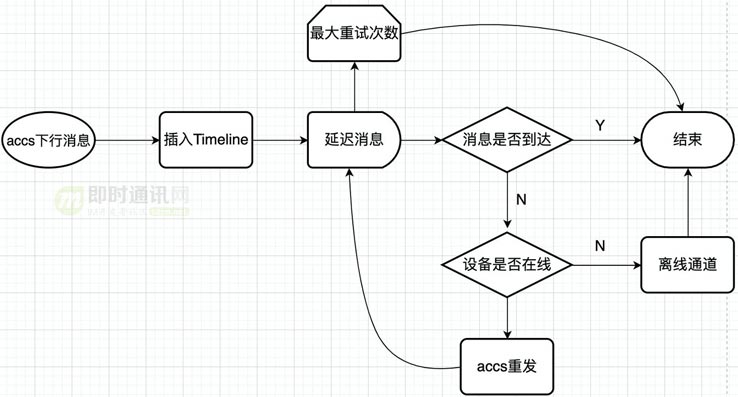 最大重试次数
accs下行消息
插入Timeline
延迟消息
消息是否到达
Y
结束
即时通讯网
N
设备是否在线
N
离线通道
accs重发